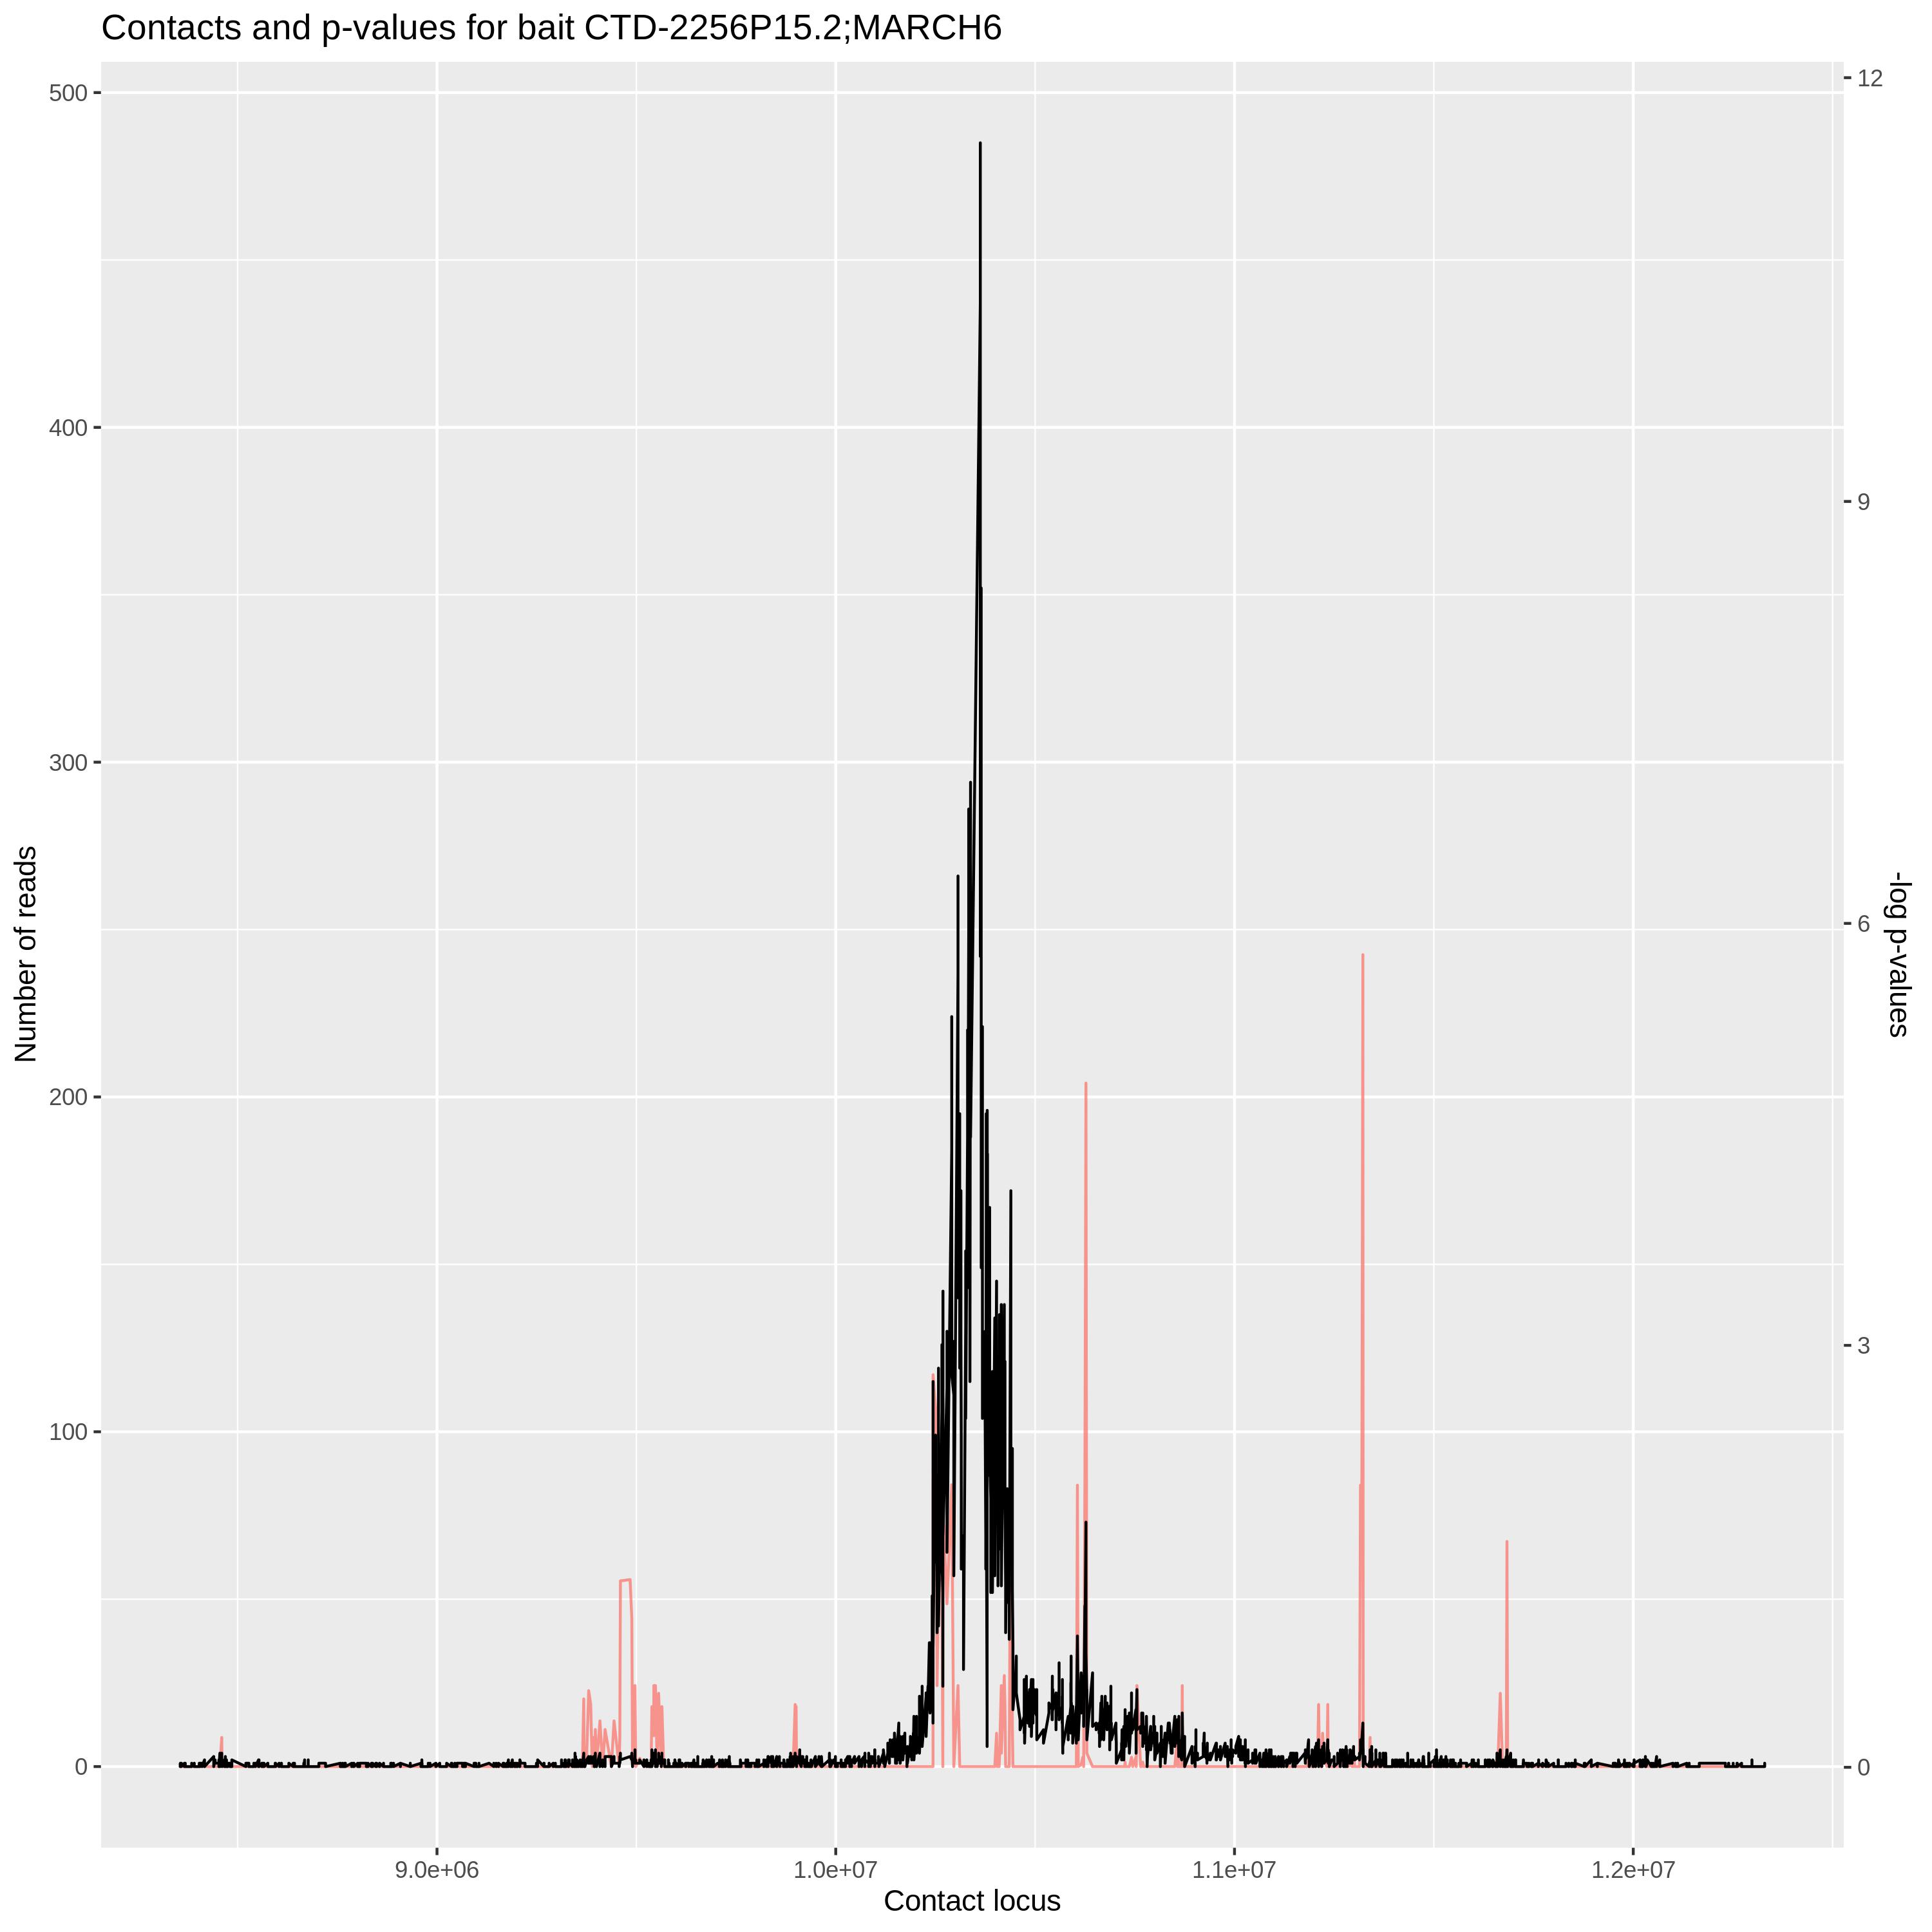 Contacts and p-values for bait CTD-2256P15.2;MARCH6
500
400
300
200
100
0
Number of reads
12
9
6
3
0
-log p-values
9.0e+06
1.0e+07
1.1e+07
1.2e+07
Contact locus